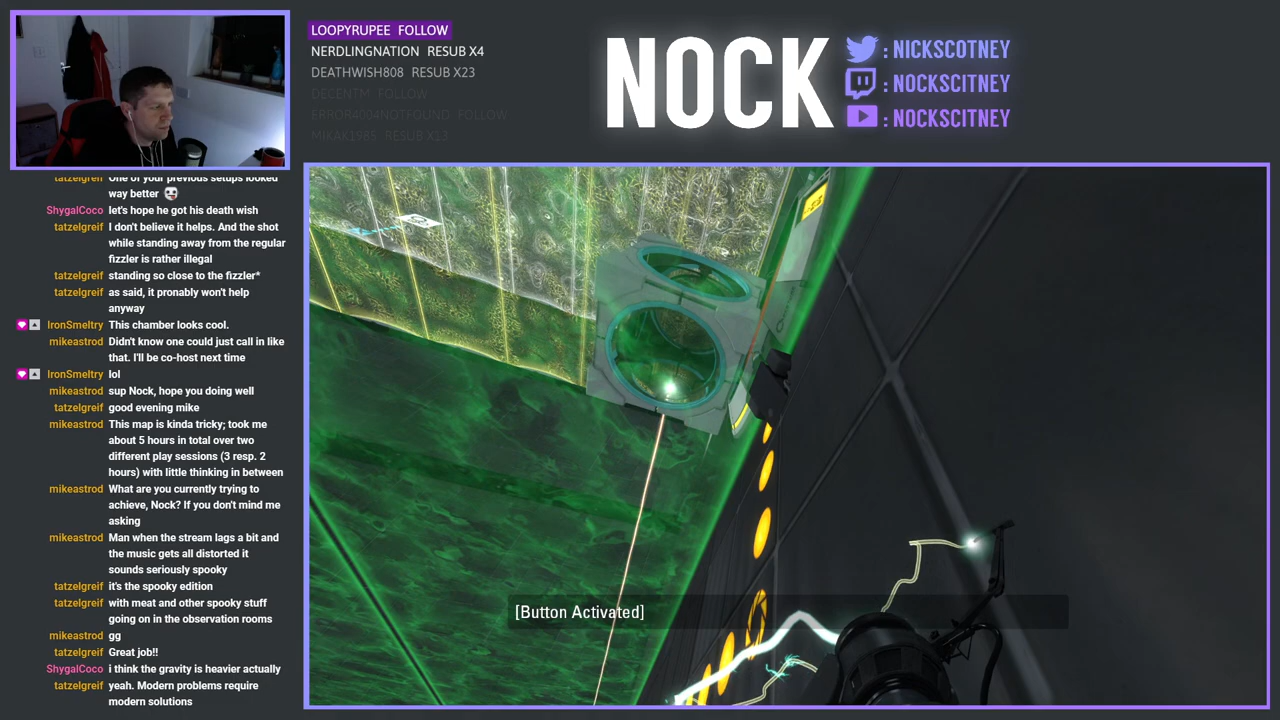 LOOPYRUPEE FOLLOW
NERDLINGNATION RESUB X4
DEATHWISH808 RESUB X23
DECENTM FOLLOW
ERROR4004NOTFOUND FOLLOW
MIKAK1985 RESUB X13
NOCK
: NICKSCOTNEY
: NOCKSCITNEY
: NOCKSCITNEY
tatzelgreif One of your previous setups looked
way better
ShygalCoco let's hope he got his death wish
tatzelgreif I don't believe it helps. And the shot
while standing away from the regular
fizzler is rather illegal
tatzelgreif standing so close to the fizzler*
tatzelgreif as said, it pronably won't help
anyway
IronSmeltry This chamber looks cool.
mikeastrod Didn't know one could just call in like
that. I'll be co-host next time
IronSmeltry lol
mikeastrod sup Nock, hope you doing well
tatzelgreif good evening mike
mikeastrod This map is kinda tricky; took me
about 5 hours in total over two
different play sessions (3 resp. 2
hours) with little thinking in between
mikeastrod What are you currently trying to
achieve, Nock? If you don't mind me
asking
mikeastrod Man when the stream lags a bit and
the music gets all distorted it
sounds seriously spooky
tatzelgreif it's the spooky edition
tatzelgreif with meat and other spooky stuff
going on in the observation rooms
mikeastrod gg
tatzelgreif Great job!!
ShygalCoco i think the gravity is heavier actually
tatzelgreif yeah. Modern problems require
modern solutions
[Button Activated]